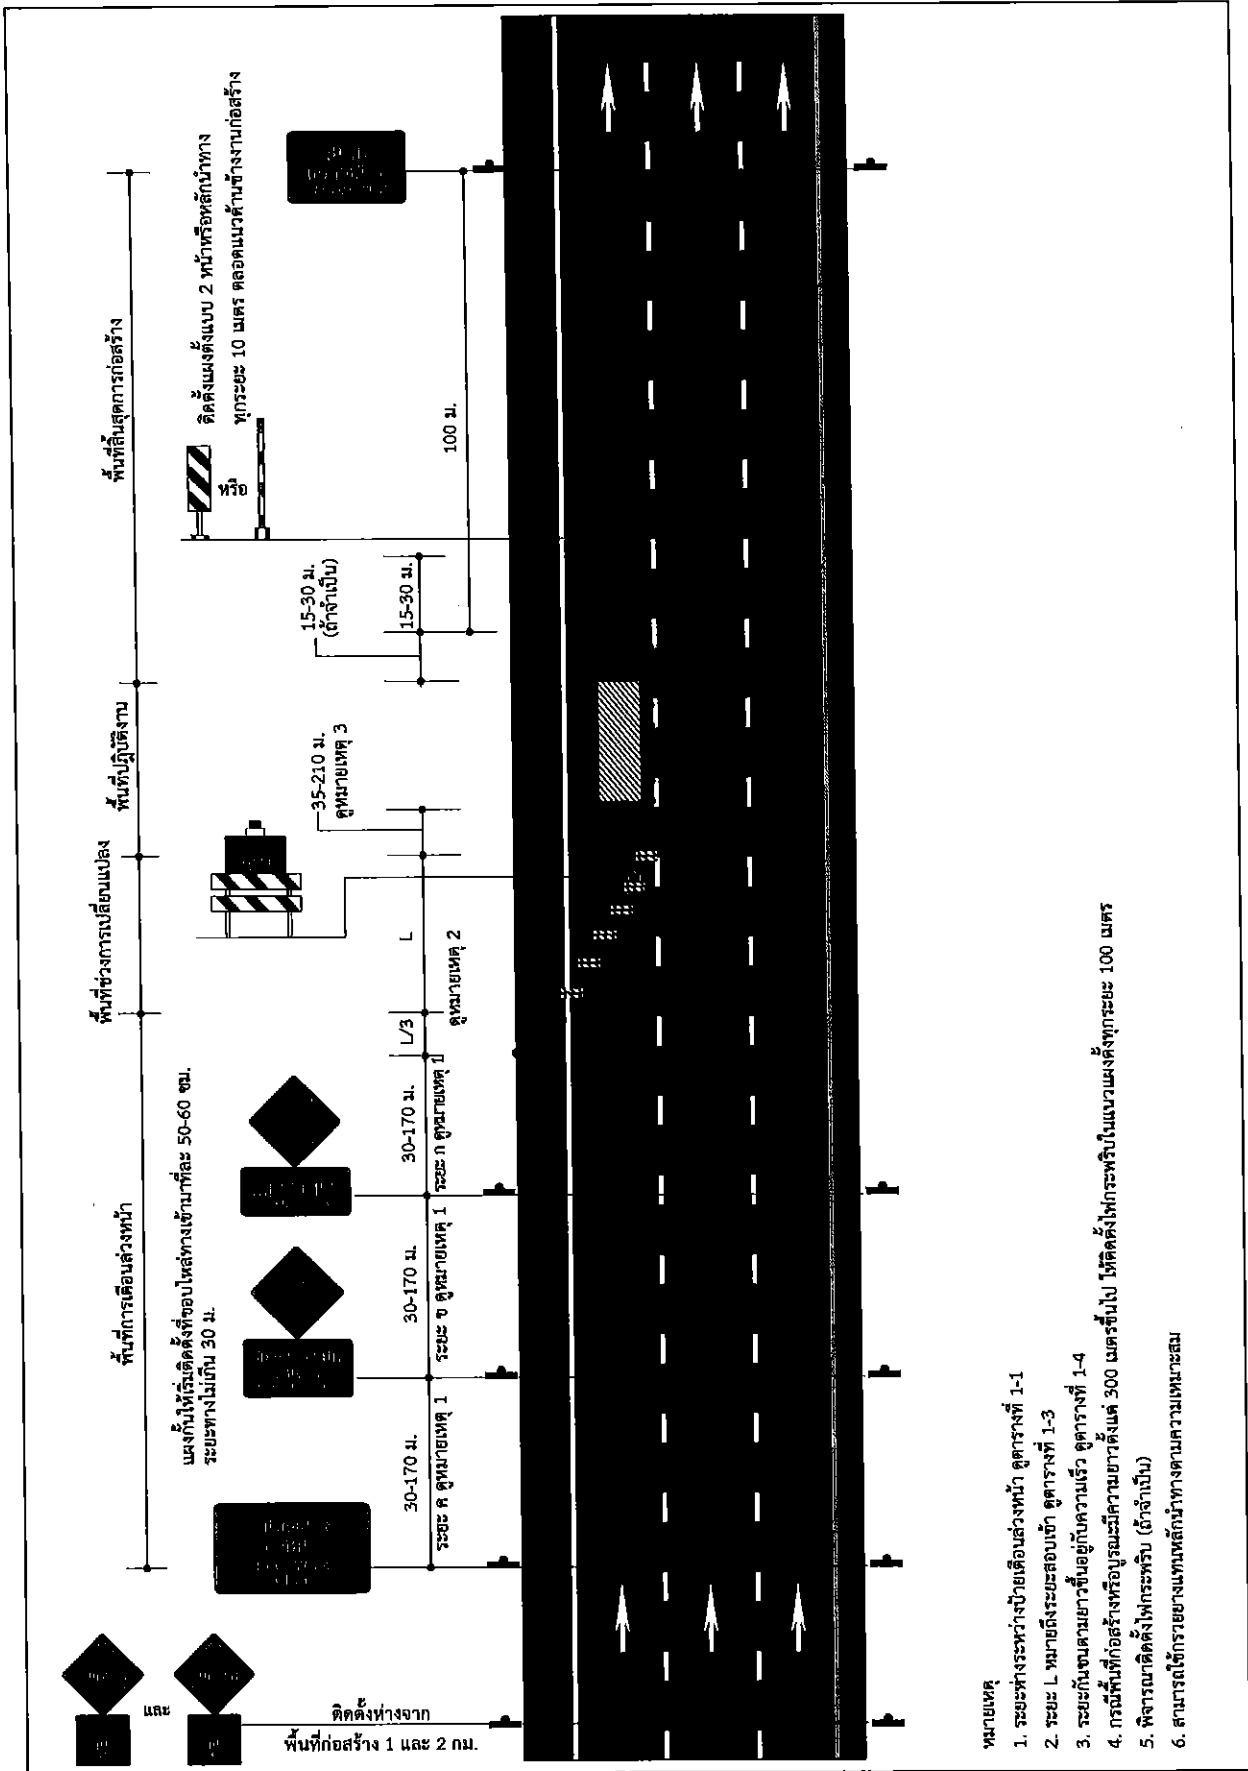 พื้นที่การเตือนล่วงหน้า
พื้นที่ช่วงการเปลี่ยนแปลง
พื้นที่ปฏิบัติงาน
พื้นที่สิ้นสุดการก่อสร้าง
และ
ติดตั้งห่างจาก
พื้นที่ก่อสร้าง 1 และ 2 กม.
แผงกั้นให้เริ่มติดตั้งที่ขอบไหล่ทางเข้ามาทีละ 50-60 ซม.
ระยะทางไม่เกิน 30 ม.
ติดตั้งแผงตั้งแบบ 2 หน้าหรือหลักนำทาง
ทุกระยะ 10 เมตร ตลอดแนวด้านข้างงานก่อสร้าง
หรือ
30-170 ม.
ระยะ ค ดูหมายเหตุ 1
30-170 ม.
ระยะ ข ดูหมายเหตุ 1
30-170 ม.
ระยะ ก ดูหมายเหตุ 1
L/3
L
ดูหมายเหตุ 2
35-210 ม.
ดูหมายเหตุ 3
15-30 ม.
(ถ้าจำเป็น)
15-30 ม.
100 ม.
หมายเหตุ
1. ระยะห่างระหว่างป้ายเตือนล่วงหน้า ดูตารางที่ 1-1
2. ระยะ L หมายถึงระยะสอบเข้า ดูตารางที่ 1-3
3. ระยะกันชนตามยาวขึ้นอยู่กับความเร็ว ดูตารางที่ 1-4
4. กรณีพื้นที่ก่อสร้างหรือบูรณะมีความยาวตั้งแต่ 300 เมตรขึ้นไป ให้ติดตั้งไฟกระพริบในแนวแผงตั้งทุกระยะ 100 เมตร
5. พิจารณาติดตั้งไฟกระพริบ (ถ้าจำเป็น)
6. สามารถใช้กรวยยางแทนหลักนำทางตามความเหมาะสม